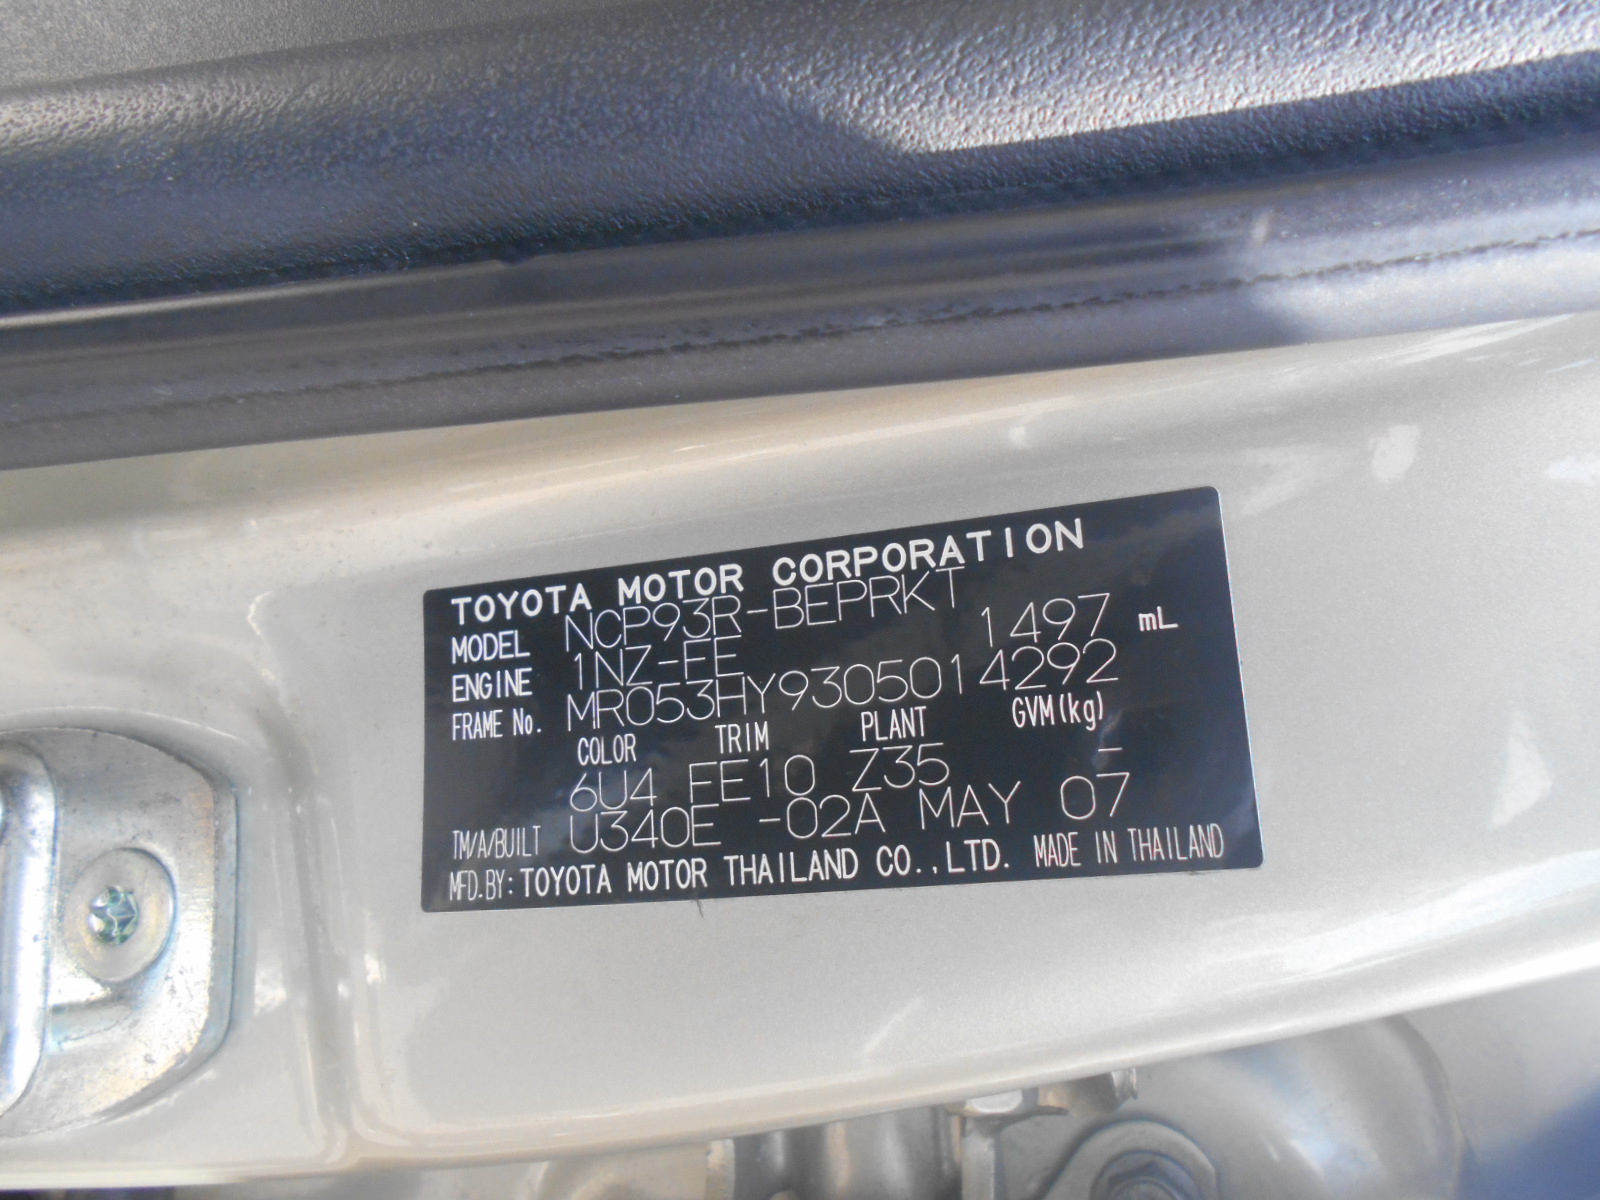 TOYOTA MOTOR CORPORATION
MODEL NCP93R-BEPRKT
ENGINE 1NZ-FE 1497 mL
FRAME No. MR053HY9305014292
COLOR TRIM PLANT GVM(kg)
6U4 FE10 Z35 -
TM/A/BUILT U340E -02A MAY 07
MFD.BY:TOYOTA MOTOR THAILAND CO.,LTD. MADE IN THAILAND